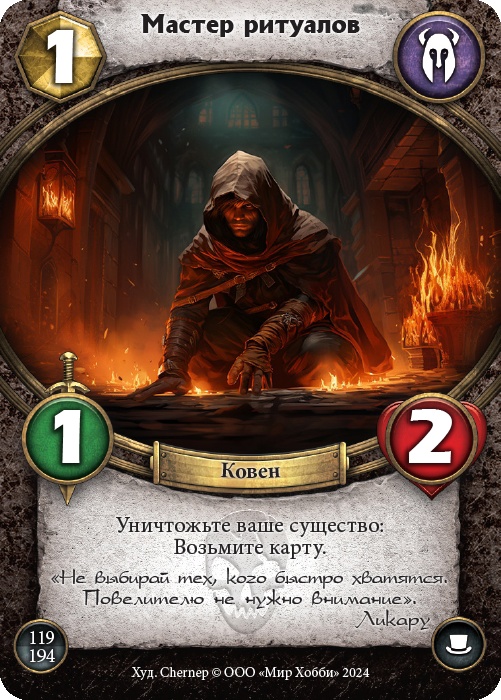 1
Мастер ритуалов
1
Ковен
2
Уничтожьте ваше существо:
Возьмите карту.
«Не выбирай тех, кого быстро хватятся.
Повелителю не нужно внимание».
Ликару
119
194
Худ. Chernep © ООО «Мир Хобби» 2024